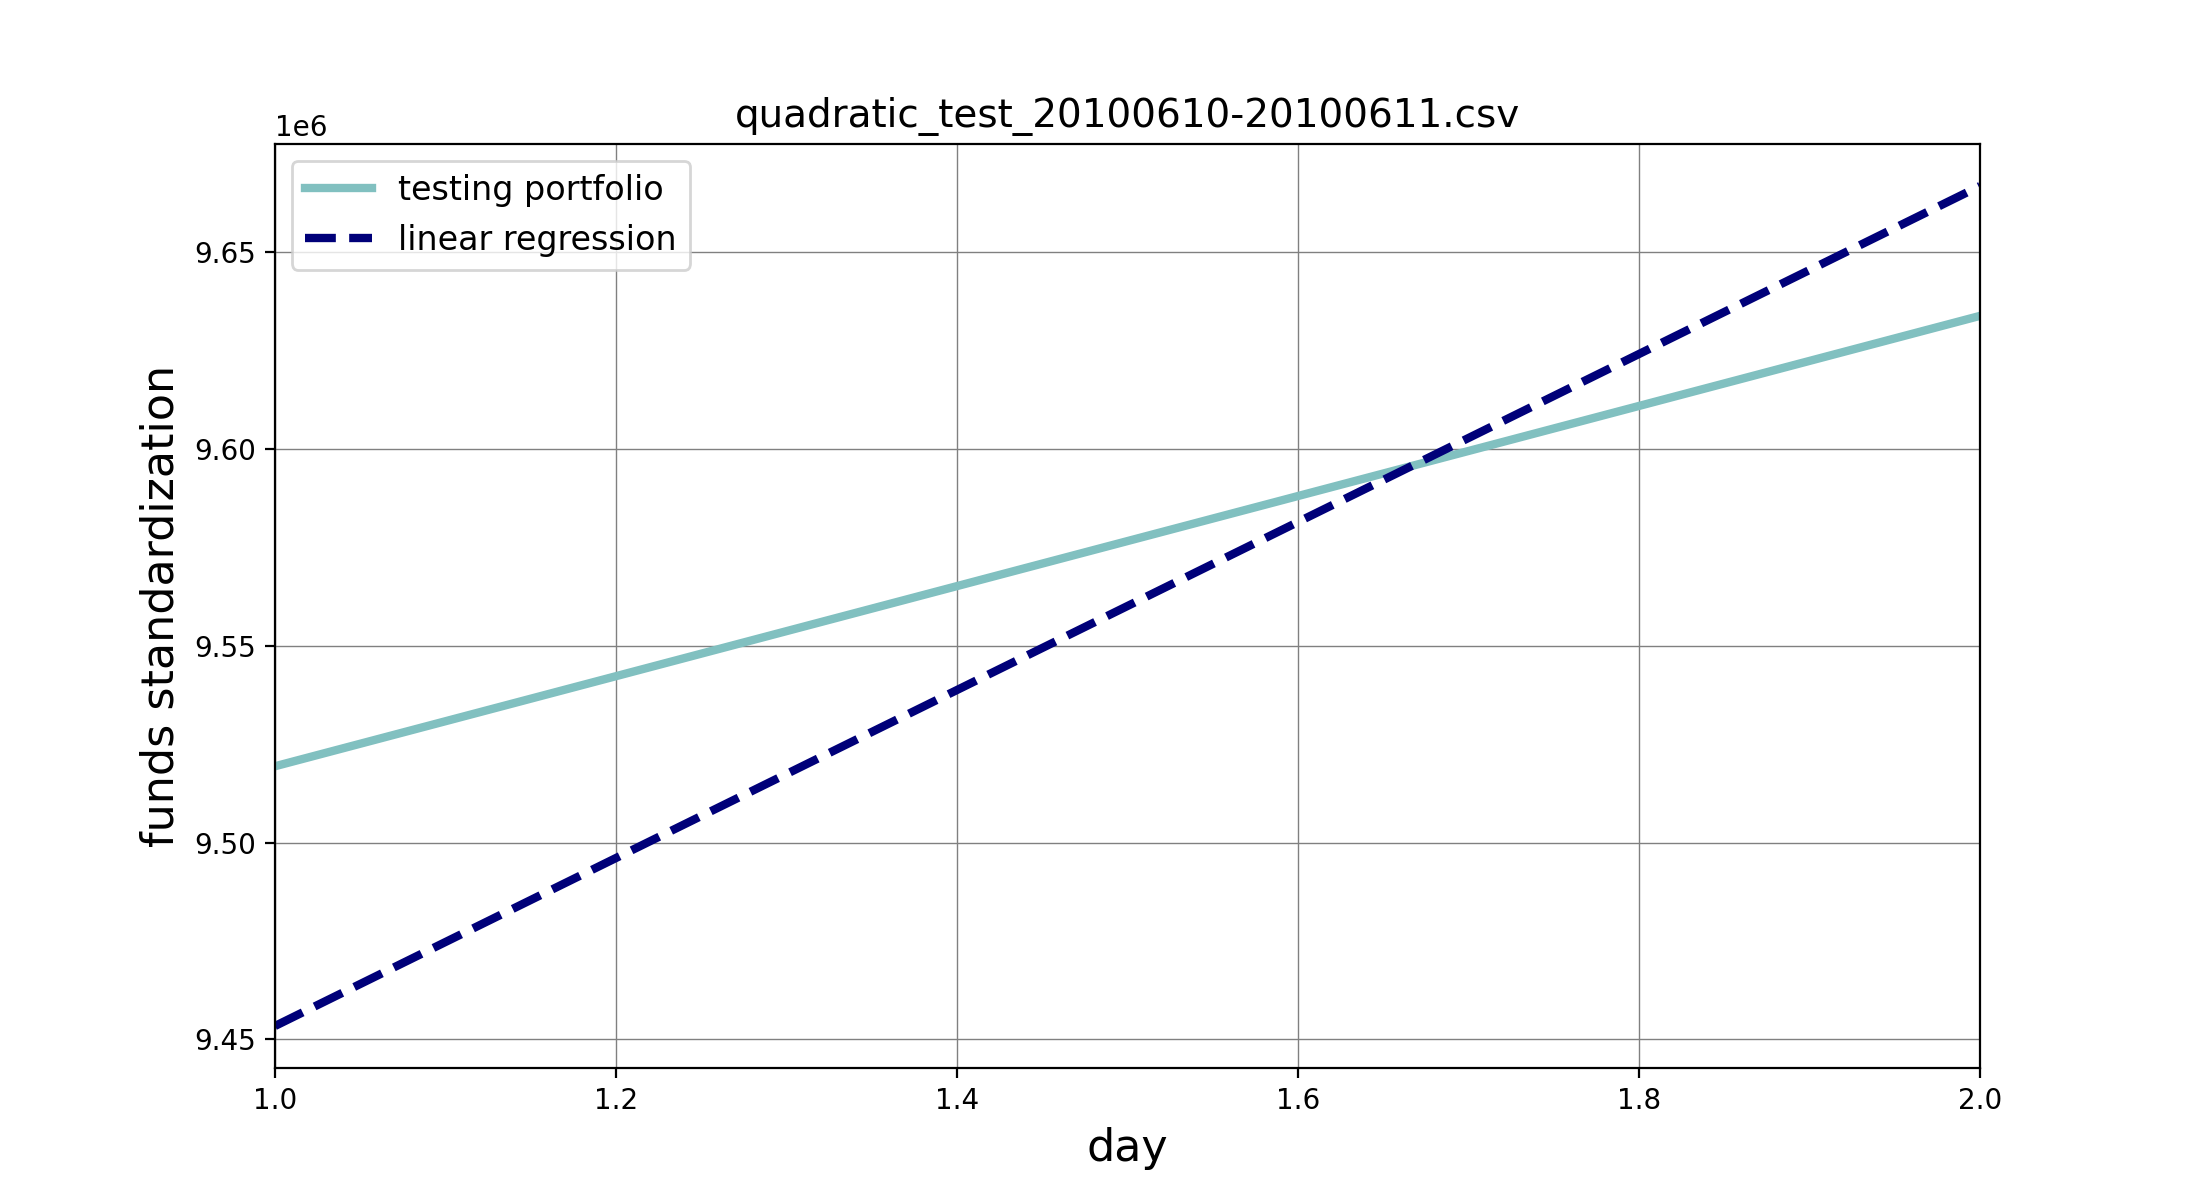 quadratic_test_20100610-20100611.csv
1e6
testing portfolio
linear regression
funds standardization
9.65
9.60
9.55
9.50
9.45
1.0 1.2 1.4 1.6 1.8 2.0
day